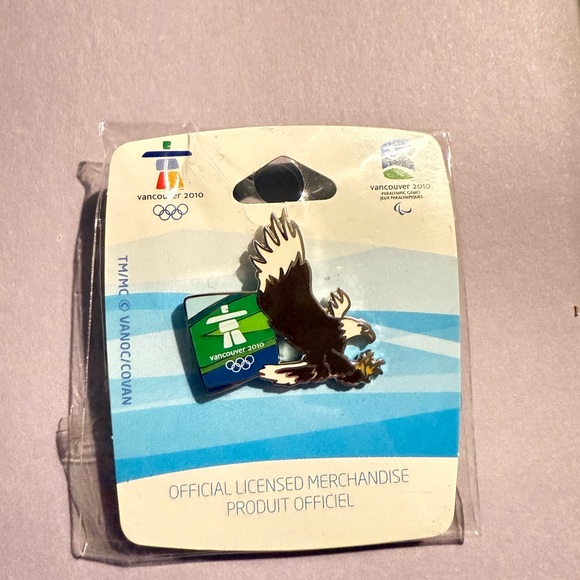 vancouver 2010
vancouver 2010
PARALYMPIC GAMES
JEUX PARALYMPIQUES
TM/MC © VANOC/COVAN
vancouver 2010
OFFICIAL LICENSED MERCHANDISE
PRODUIT OFFICIEL